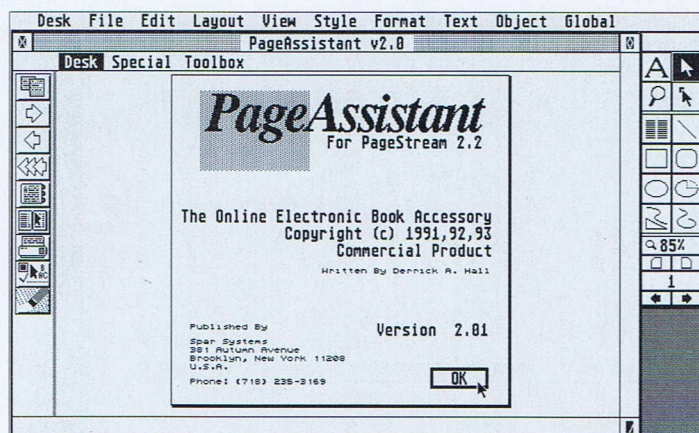 Desk File Edit Layout View Style Format Text Object Global
PageAssistant v2.0
Desk Special Toolbox
PageAssistant
For PageStream 2.2
The Online Electronic Book Accessory
Copyright (c) 1991,92,93
Commercial Product
Written By Derrick A. Hall
Published By
Version 2.01
Spar Systems
381 Autumn Avenue
Brooklyn, New York 11208
U.S.A.
Phone: (718) 235-3169
OK
A
85%
1